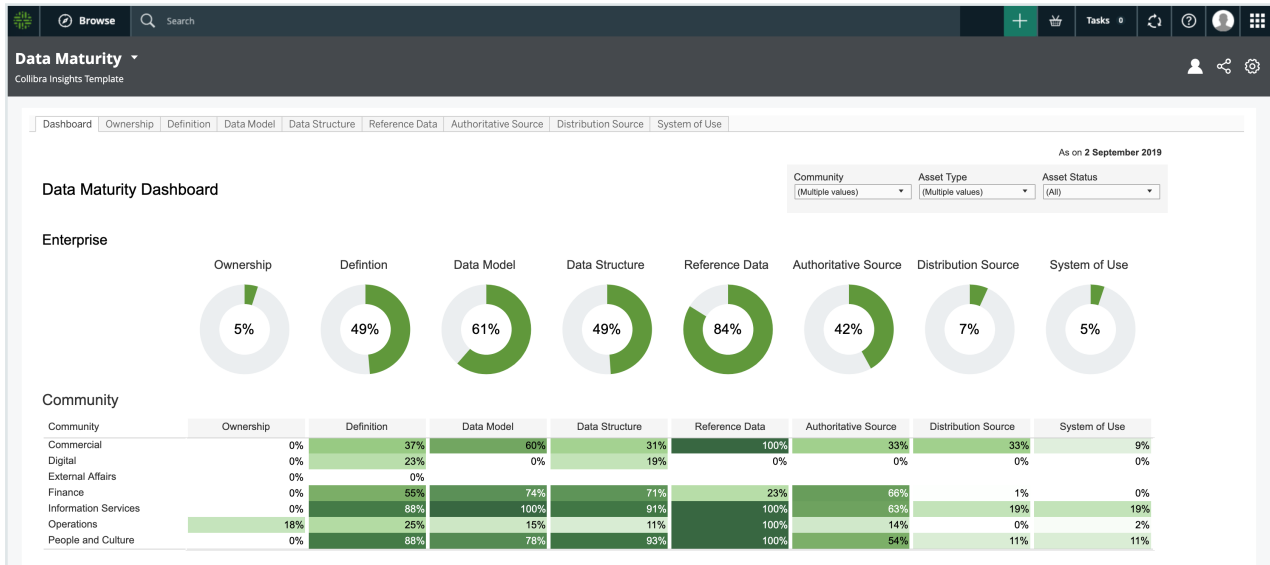 Browse Search Tasks 0
Data Maturity
Collibra Insights Template
Dashboard Ownership Definition Data Model Data Structure Reference Data Authoritative Source Distribution Source System of Use
As on 2 September 2019
Community Asset Type Asset Status
(Multiple values) (Multiple values) (All)
Data Maturity Dashboard
Enterprise
Ownership Defintion Data Model Data Structure Reference Data Authoritative Source Distribution Source System of Use
5% 49% 61% 49% 84% 42% 7% 5%
Community
Community Ownership Definition Data Model Data Structure Reference Data Authoritative Source Distribution Source System of Use
Commercial 0% 37% 60% 31% 100% 33% 33% 9%
Digital 0% 23% 0% 19% 0% 0% 0% 0%
External Affairs 0% 0%
Finance 0% 55% 74% 71% 23% 66% 1% 0%
Information Services 0% 88% 100% 91% 100% 63% 19% 19%
Operations 18% 25% 15% 11% 100% 14% 0% 2%
People and Culture 0% 88% 78% 93% 100% 54% 11% 11%